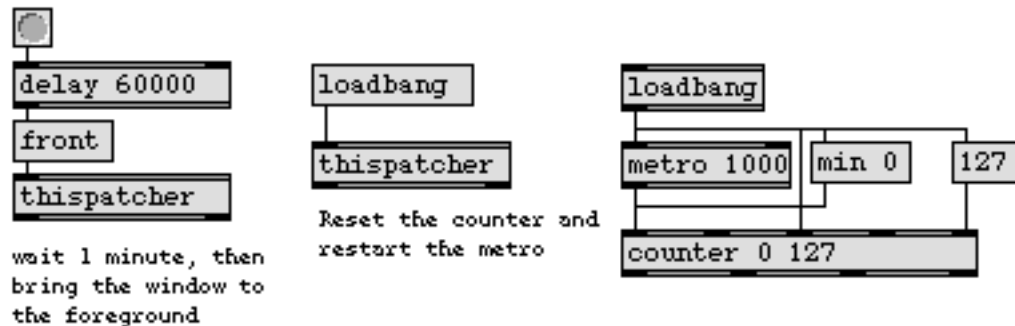 delay 60000
front
thispatcher
wait 1 minute, then
bring the window to
the foreground
loadbang
thispatcher
Reset the counter and
restart the metro
loadbang
metro 1000
min 0
127
counter 0 127